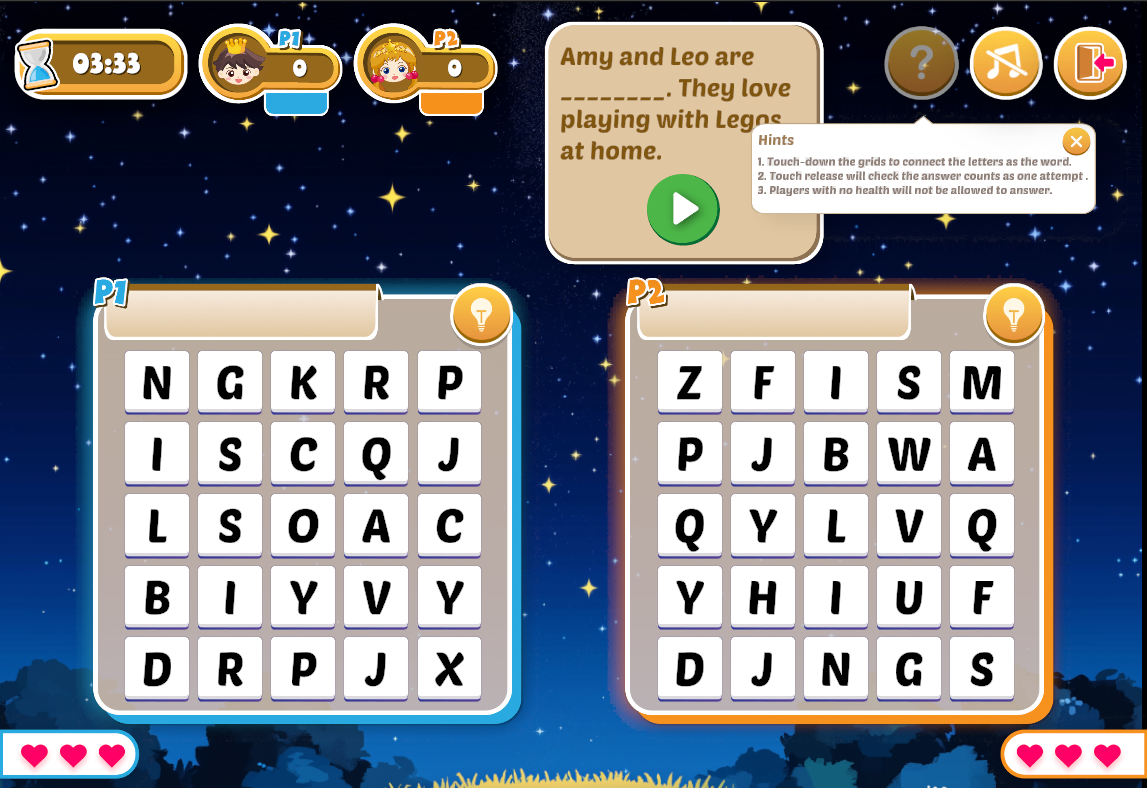 03:33
P1
0
P2
0
Amy and Leo are
________. They love
playing with Legos
at home.
?
Hints
1. Touch-down the grids to connect the letters as the word.
2. Touch release will check the answer counts as one attempt .
3. Players with no health will not be allowed to answer.
P1
N G K R P
I S C Q J
L S O A C
B I Y V Y
D R P J X
P2
Z F I S M
P J B W A
Q Y L V Q
Y H I U F
D J N G S